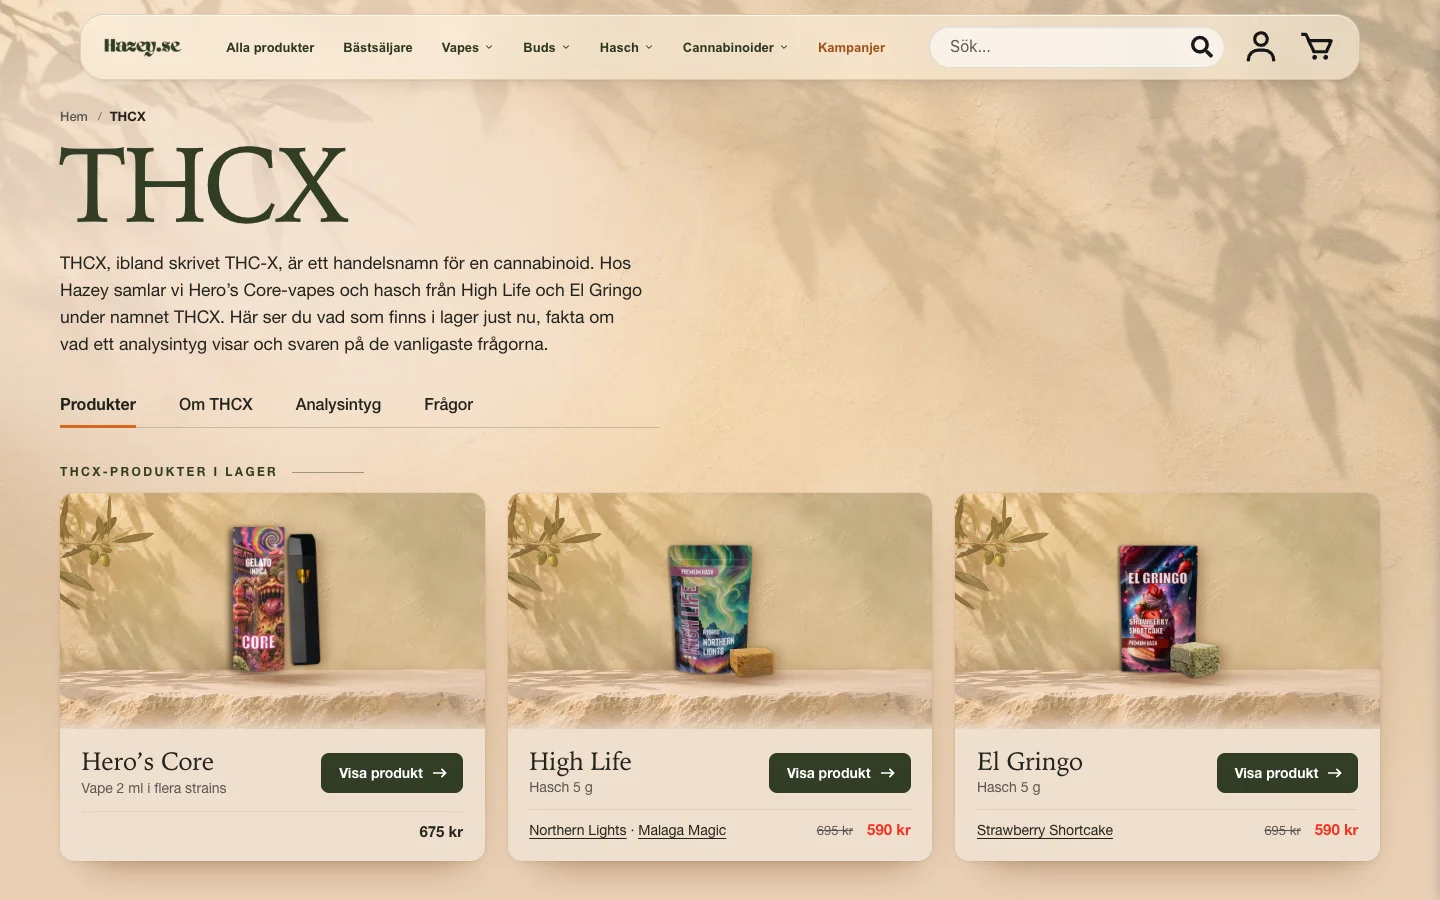 Hazey.se
Alla produkter
Bästsäljare
Vapes
Buds
Hasch
Cannabinoider
Kampanjer
Sök...
Hem / THCX
THCX
THCX, ibland skrivet THC-X, är ett handelsnamn för en cannabinoid. Hos
Hazey samlar vi Hero’s Core-vapes och hasch från High Life och El Gringo
under namnet THCX. Här ser du vad som finns i lager just nu, fakta om
vad ett analysintyg visar och svaren på de vanligaste frågorna.
Produkter
Om THCX
Analysintyg
Frågor
THCX-PRODUKTER I LAGER
GELATO
INDICA
CORE
PREMIUM HASH
HIGH LIFE
HYBRID
NORTHERN
LIGHTS
EL GRINGO
STRAWBERRY
SHORTCAKE
PREMIUM HASH
Hero’s Core
Vape 2 ml i flera strains
Visa produkt →
675 kr
High Life
Hasch 5 g
Visa produkt →
Northern Lights · Malaga Magic
695 kr 590 kr
El Gringo
Hasch 5 g
Visa produkt →
Strawberry Shortcake
695 kr 590 kr